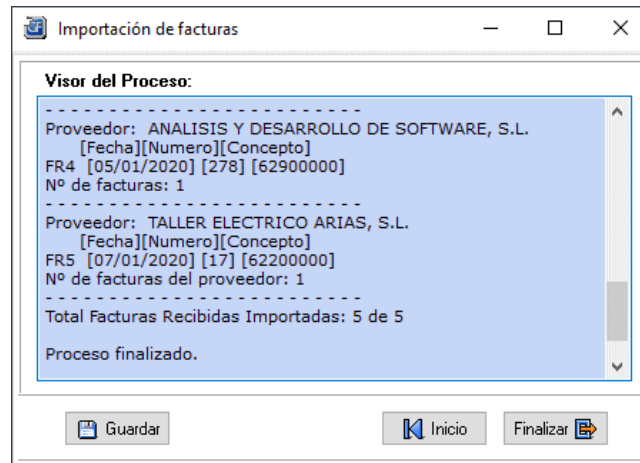 Importación de facturas
Visor del Proceso:
- - - - - - - - - - - - - - - - - - - - - - - - - -
Proveedor:  ANALISIS Y DESARROLLO DE SOFTWARE, S.L.
[Fecha][Numero][Concepto]
FR4  [05/01/2020] [278] [62900000]
Nº de facturas: 1
- - - - - - - - - - - - - - - - - - - - - - - - - -
Proveedor:  TALLER ELECTRICO ARIAS, S.L.
[Fecha][Numero][Concepto]
FR5  [07/01/2020] [17] [62200000]
Nº de facturas del proveedor: 1
- - - - - - - - - - - - - - - - - - - - - - - - - -
Total Facturas Recibidas Importadas: 5 de 5
Proceso finalizado.
Guardar Inicio Finalizar